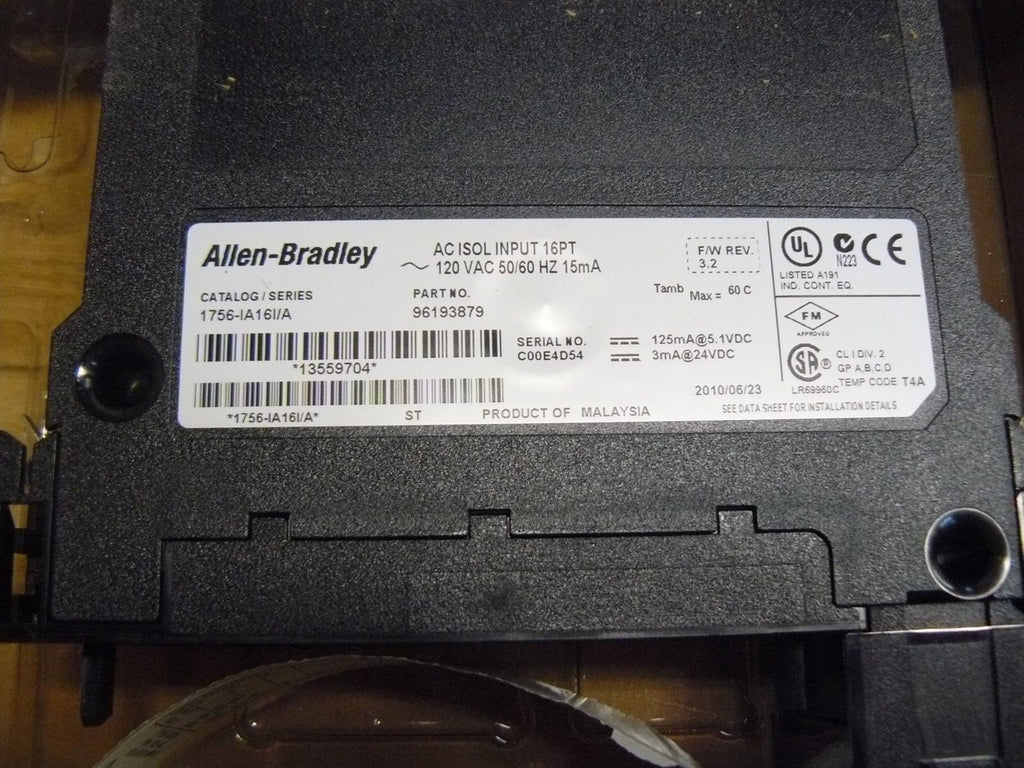 Allen-Bradley
AC ISOL INPUT 16PT
~ 120 VAC 50/60 HZ 15mA
F/W REV.
3.2
CATALOG / SERIES
1756-IA16I/A
PART NO.
96193879
Tamb Max = 60 C
*13559704*
SERIAL NO.
C00E4D54
125mA@5.1VDC
3mA@24VDC
*1756-IA16I/A*
ST
PRODUCT OF MALAYSIA
2010/06/23
UL
N223
CE
LISTED A191
IND. CONT. EQ.
FM
APPROVED
SA
LR69960C
CL I DIV. 2
GP A,B,C,D
TEMP CODE T4A
SEE DATA SHEET FOR INSTALLATION DETAILS